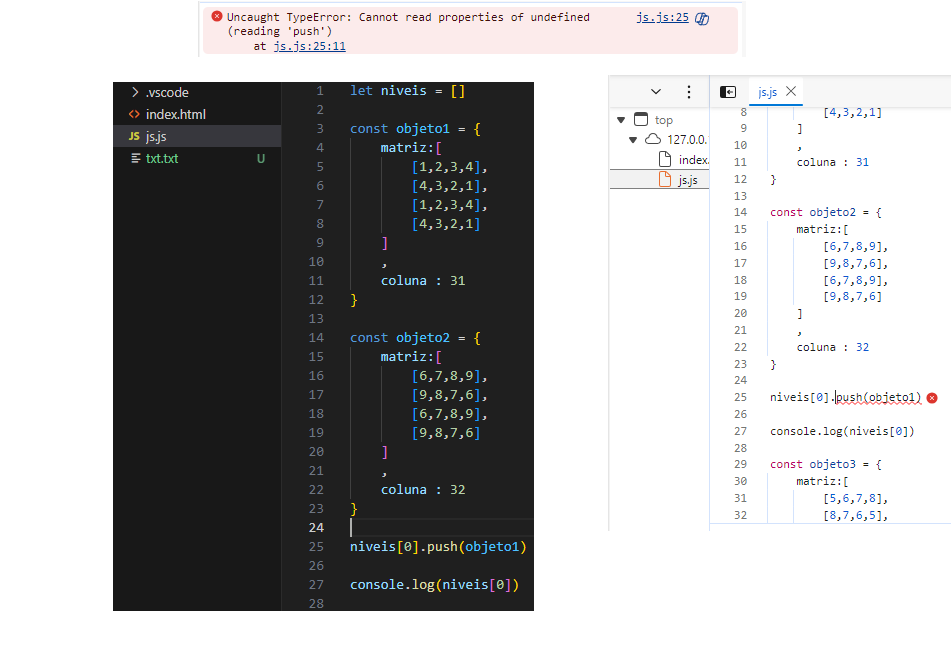 Uncaught TypeError: Cannot read properties of undefined js.js:25
(reading 'push')
at js.js:25:11
.vscode
index.html
JS js.js
txt.txt U
1 let niveis = []
2
3 const objeto1 = {
4 matriz:[
5 [1,2,3,4],
6 [4,3,2,1],
7 [1,2,3,4],
8 [4,3,2,1]
9 ]
10 ,
11 coluna : 31
12 }
13
14 const objeto2 = {
15 matriz:[
16 [6,7,8,9],
17 [9,8,7,6],
18 [6,7,8,9],
19 [9,8,7,6]
20 ]
21 ,
22 coluna : 32
23 }
24
25 niveis[0].push(objeto1)
26
27 console.log(niveis[0])
28
top
127.0.0.
index.
js.js
js.js
8 [4,3,2,1]
9 ]
10 ,
11 coluna : 31
12 }
13
14 const objeto2 = {
15 matriz:[
16 [6,7,8,9],
17 [9,8,7,6],
18 [6,7,8,9],
19 [9,8,7,6]
20 ]
21 ,
22 coluna : 32
23 }
24
25 niveis[0].push(objeto1)
26
27 console.log(niveis[0])
28
29 const objeto3 = {
30 matriz:[
31 [5,6,7,8],
32 [8,7,6,5],